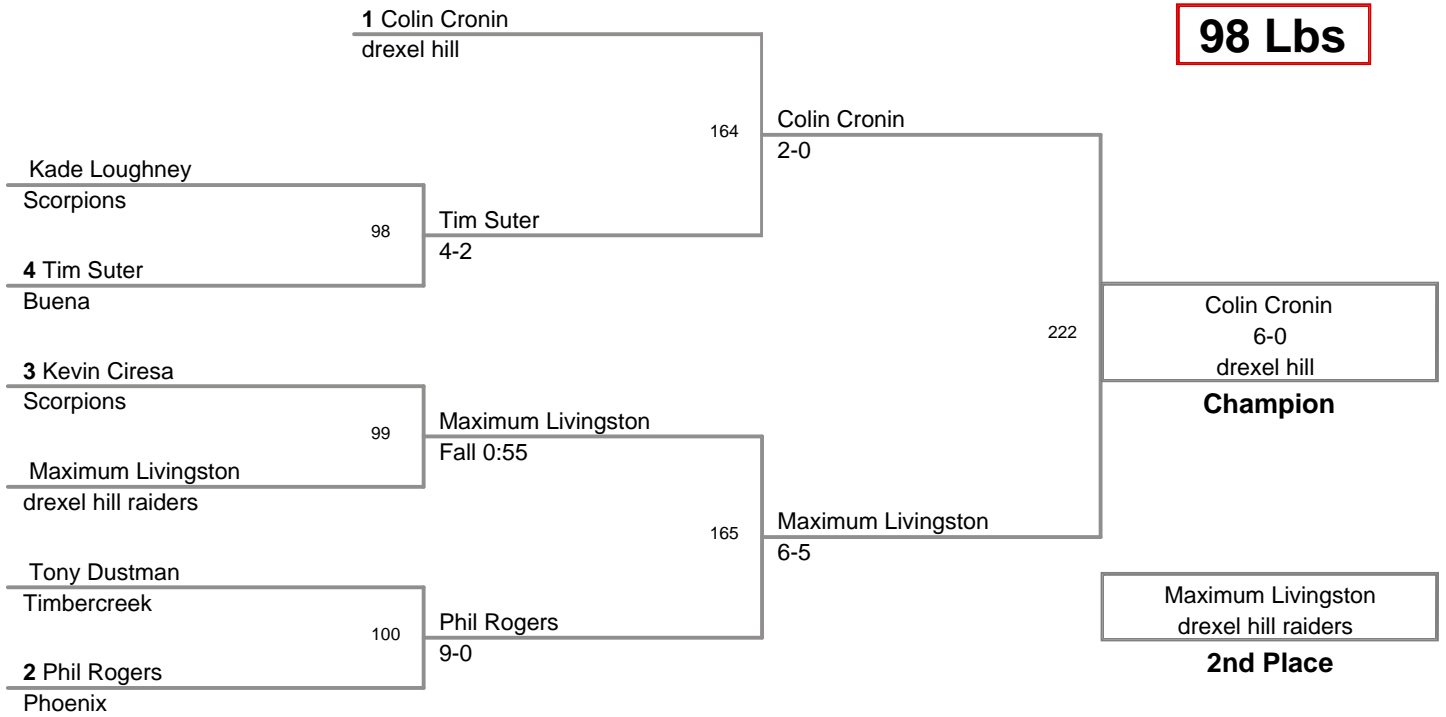 1 Colin Cronin
drexel hill
98 Lbs
164
Colin Cronin
2-0
Kade Loughney
Scorpions
98
Tim Suter
4-2
4 Tim Suter
Buena
222
Colin Cronin
6-0
drexel hill
Champion
3 Kevin Ciresa
Scorpions
99
Maximum Livingston
Fall 0:55
Maximum Livingston
drexel hill raiders
165
Maximum Livingston
6-5
Tony Dustman
Timbercreek
100
Phil Rogers
9-0
2 Phil Rogers
Phoenix
Maximum Livingston
drexel hill raiders
2nd Place